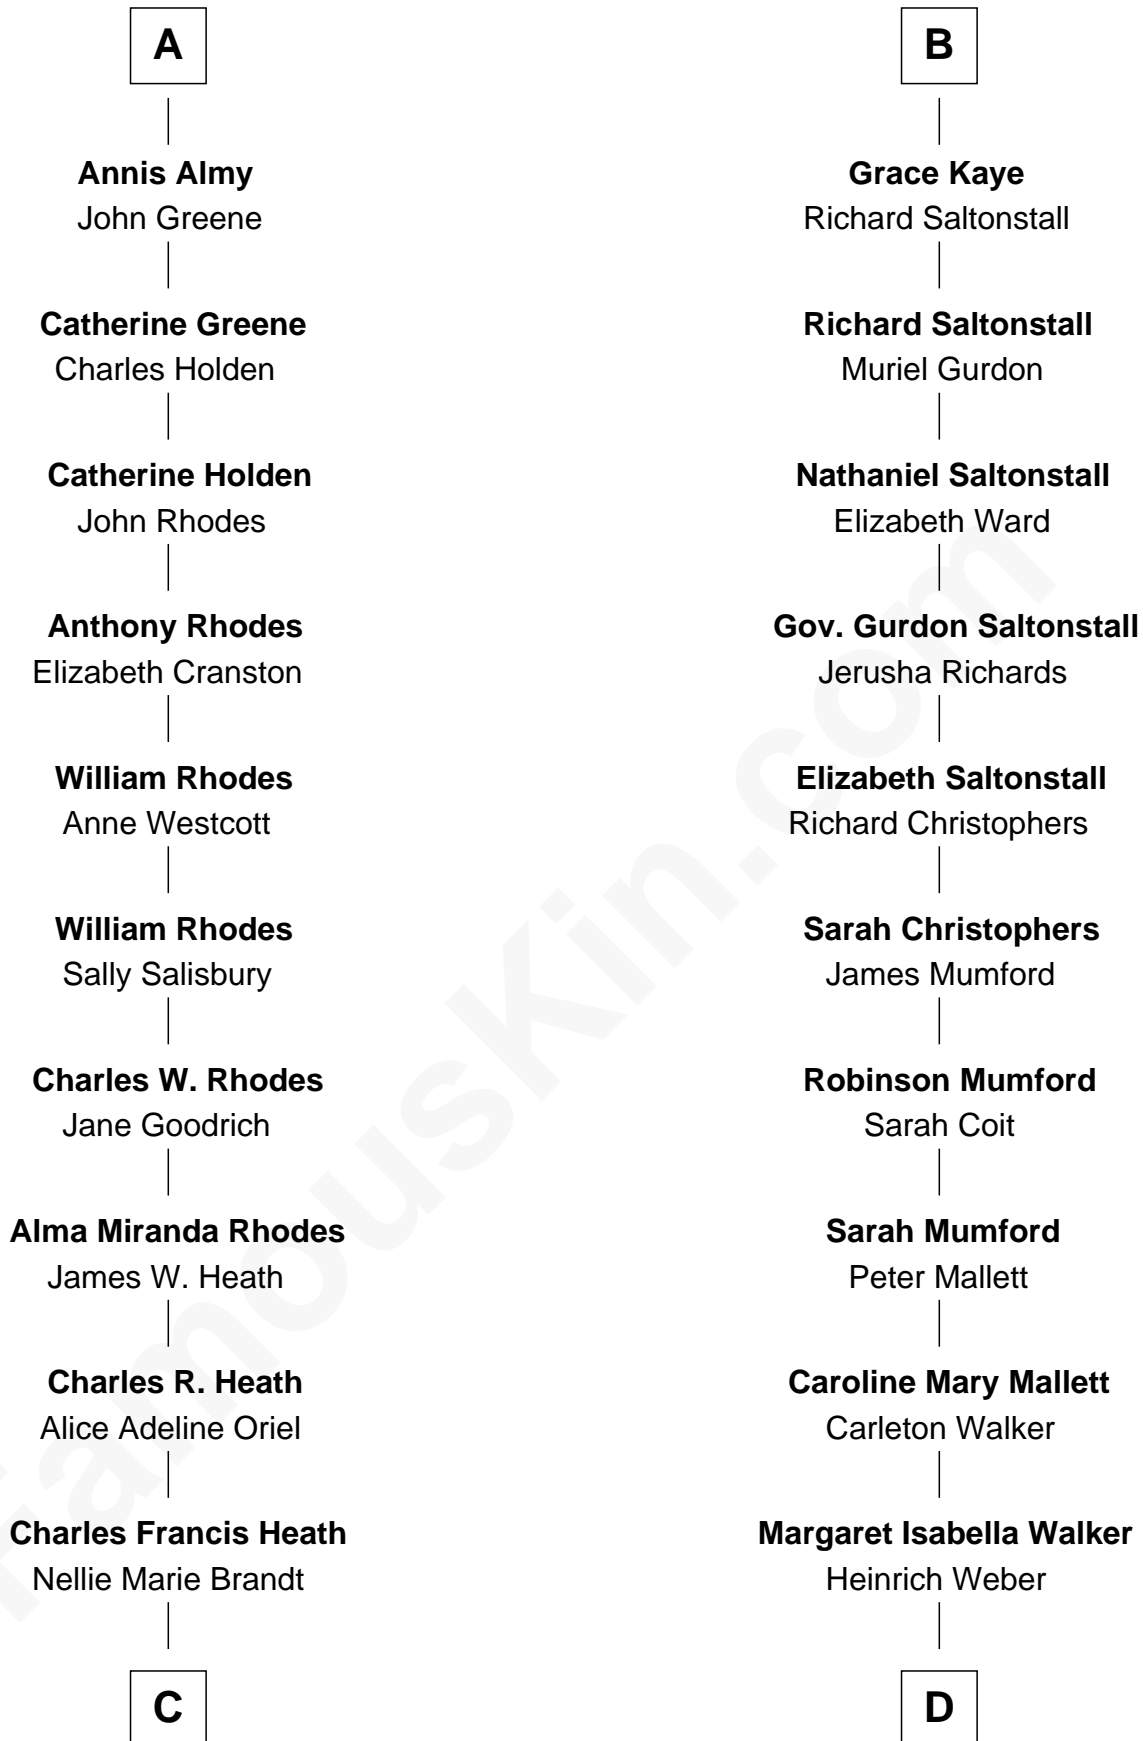 A
Annis Almy
John Greene
Catherine Greene
Charles Holden
Catherine Holden
John Rhodes
Anthony Rhodes
Elizabeth Cranston
William Rhodes
Anne Westcott
William Rhodes
Sally Salisbury
Charles W. Rhodes
Jane Goodrich
Alma Miranda Rhodes
James W. Heath
Charles R. Heath
Alice Adeline Oriel
Charles Francis Heath
Nellie Marie Brandt
C
B
Grace Kaye
Richard Saltonstall
Richard Saltonstall
Muriel Gurdon
Nathaniel Saltonstall
Elizabeth Ward
Gov. Gurdon Saltonstall
Jerusha Richards
Elizabeth Saltonstall
Richard Christophers
Sarah Christophers
James Mumford
Robinson Mumford
Sarah Coit
Sarah Mumford
Peter Mallett
Caroline Mary Mallett
Carleton Walker
Margaret Isabella Walker
Heinrich Weber
D
FamousKin.com